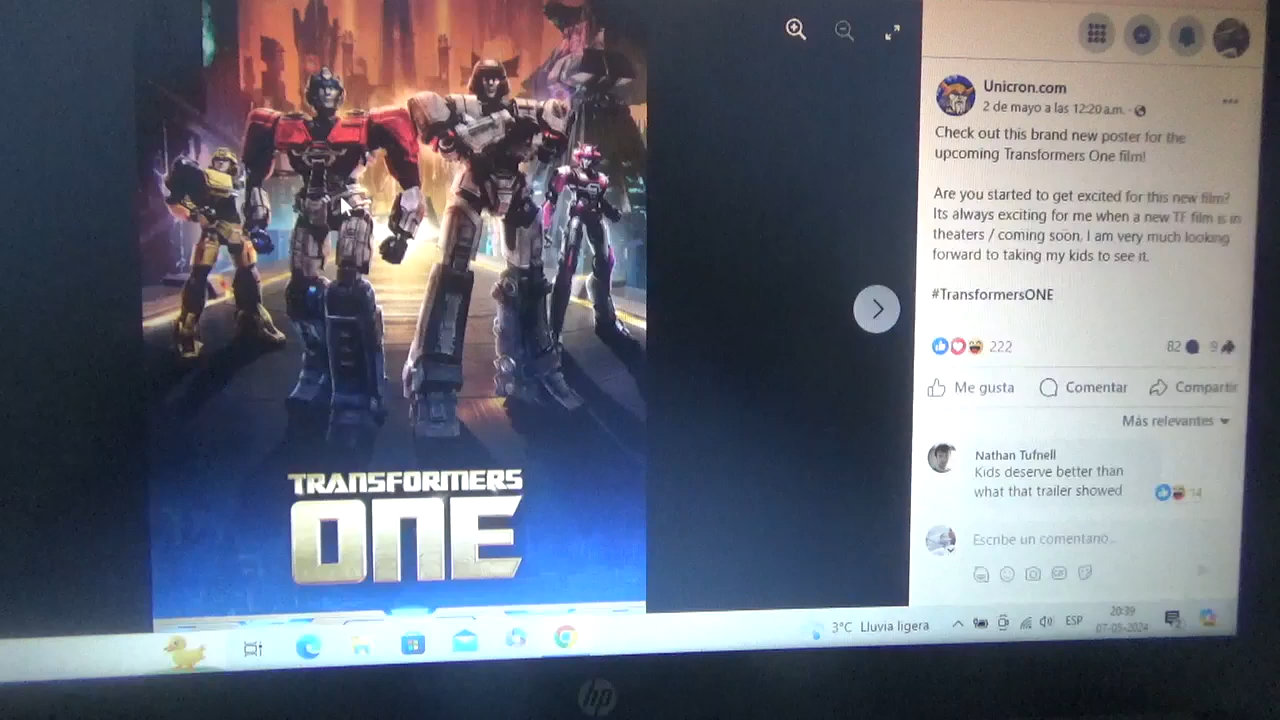 TRANSFORMERS
ONE
Unicron.com
2 de mayo a las 12:20 a.m. ·
Check out this brand new poster for the
upcoming Transformers One film!
Are you started to get excited for this new film?
Its always exciting for me when a new TF film is in
theaters / coming soon, I am very much looking
forward to taking my kids to see it.
#TransformersONE
222
82
9
Me gusta
Comentar
Compartir
Más relevantes
Nathan Tufnell
Kids deserve better than
what that trailer showed
14
Escribe un comentario...
3°C Lluvia ligera
ESP
20:39
07-05-2024
hp